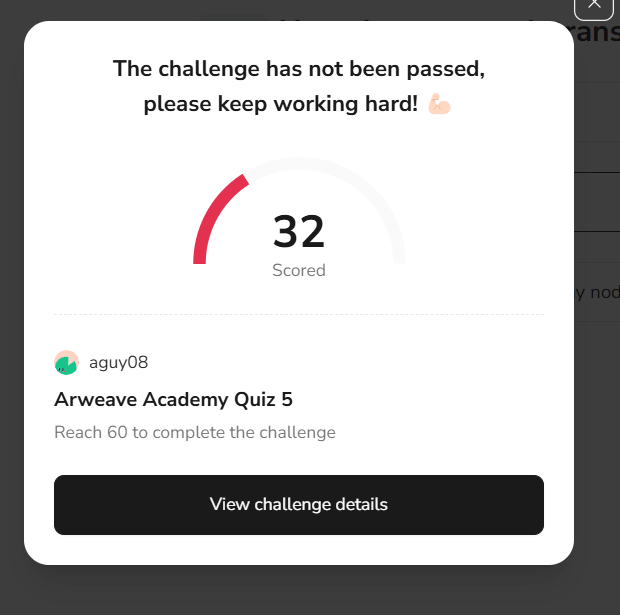 The challenge has not been passed,
please keep working hard! 💪🏻
32
Scored
aguy08
Arweave Academy Quiz 5
Reach 60 to complete the challenge
View challenge details
y nod